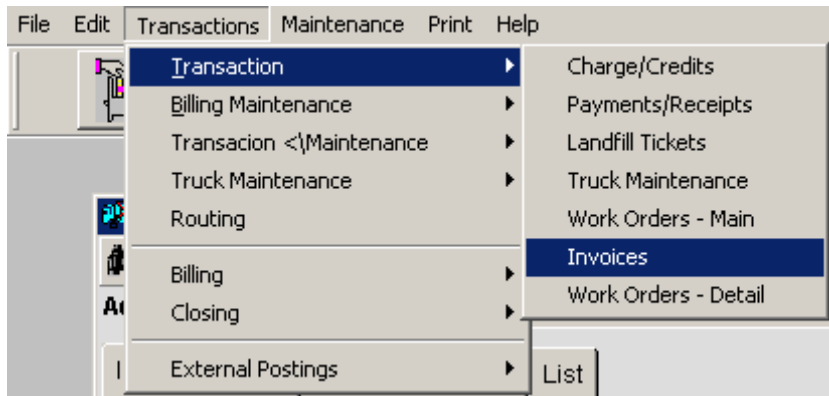 File Edit Transactions Maintenance Print Help
Transaction
Billing Maintenance
Transacion <\Maintenance
Truck Maintenance
Routing
Billing
Closing
External Postings
Charge/Credits
Payments/Receipts
Landfill Tickets
Truck Maintenance
Work Orders - Main
Invoices
Work Orders - Detail
List